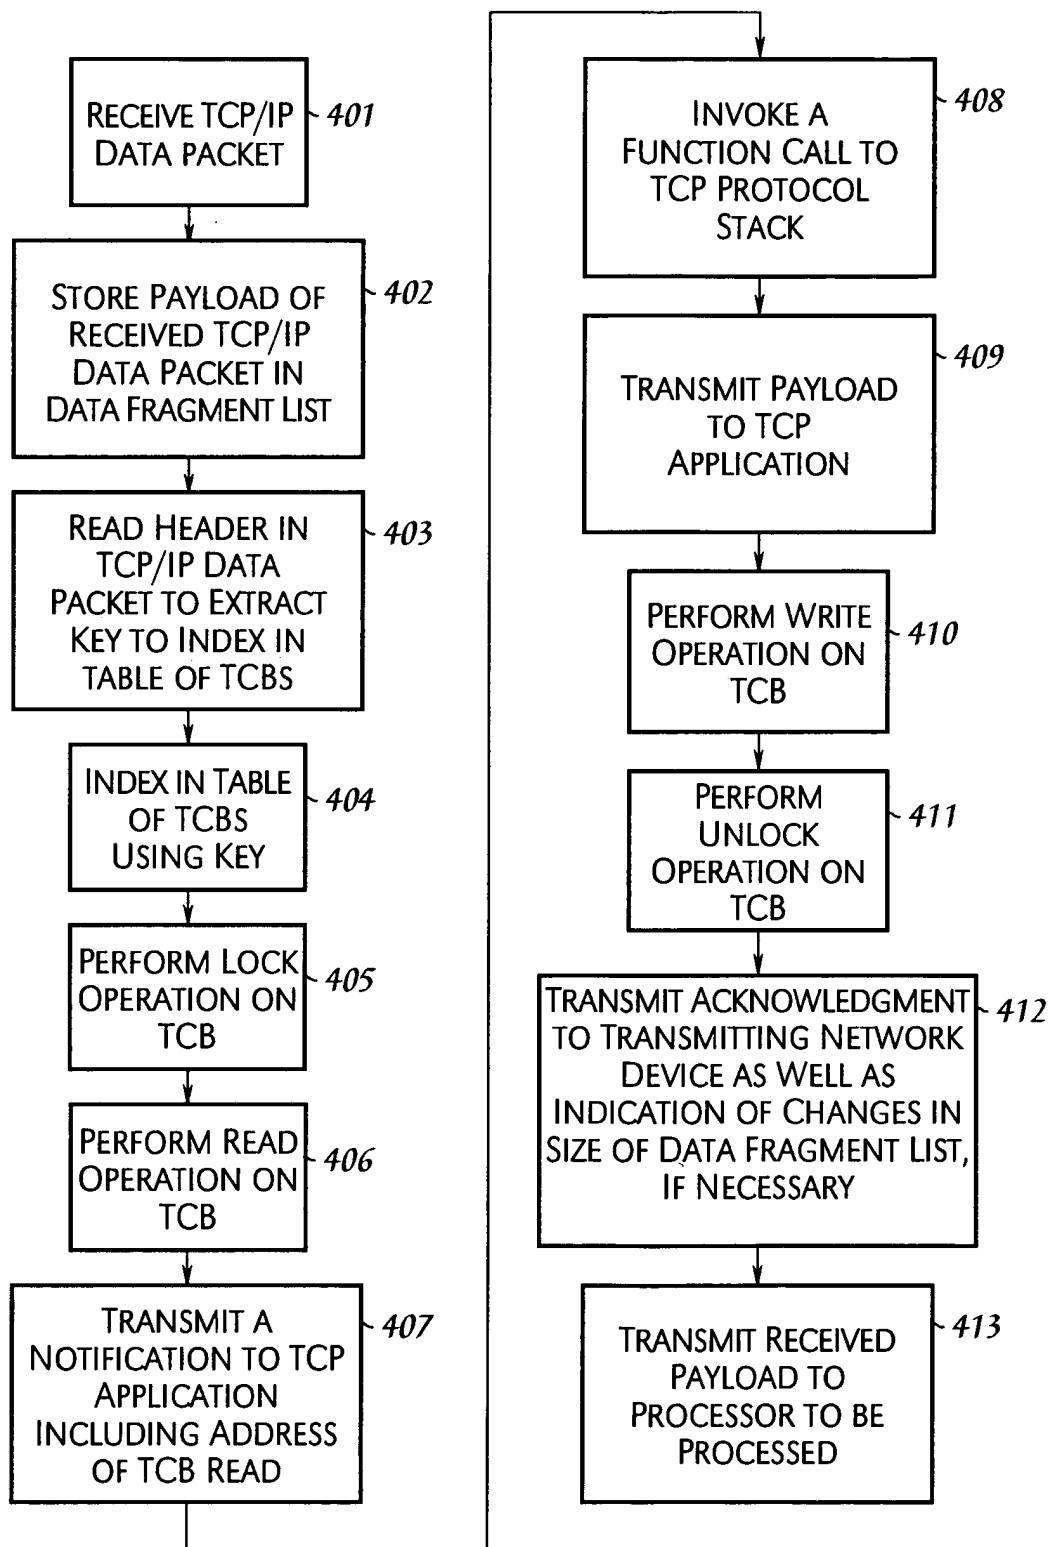 RECEIVE TCP/IP
DATA PACKET
401
STORE PAYLOAD OF
RECEIVED TCP/IP
DATA PACKET IN
DATA FRAGMENT LIST
402
READ HEADER IN
TCP/IP DATA
PACKET TO EXTRACT
KEY TO INDEX IN
TABLE OF TCBS
403
INDEX IN TABLE
OF TCBS
USING KEY
404
PERFORM LOCK
OPERATION ON
TCB
405
PERFORM READ
OPERATION ON
TCB
406
TRANSMIT A
NOTIFICATION TO TCP
APPLICATION
INCLUDING ADDRESS
OF TCB READ
407
INVOKE A
FUNCTION CALL TO
TCP PROTOCOL
STACK
408
TRANSMIT PAYLOAD
TO TCP
APPLICATION
409
PERFORM WRITE
OPERATION ON
TCB
410
PERFORM
UNLOCK
OPERATION ON
TCB
411
TRANSMIT ACKNOWLEDGMENT
TO TRANSMITTING NETWORK
DEVICE AS WELL AS
INDICATION OF CHANGES IN
SIZE OF DATA FRAGMENT LIST,
IF NECESSARY
412
TRANSMIT RECEIVED
PAYLOAD TO
PROCESSOR TO BE
PROCESSED
413